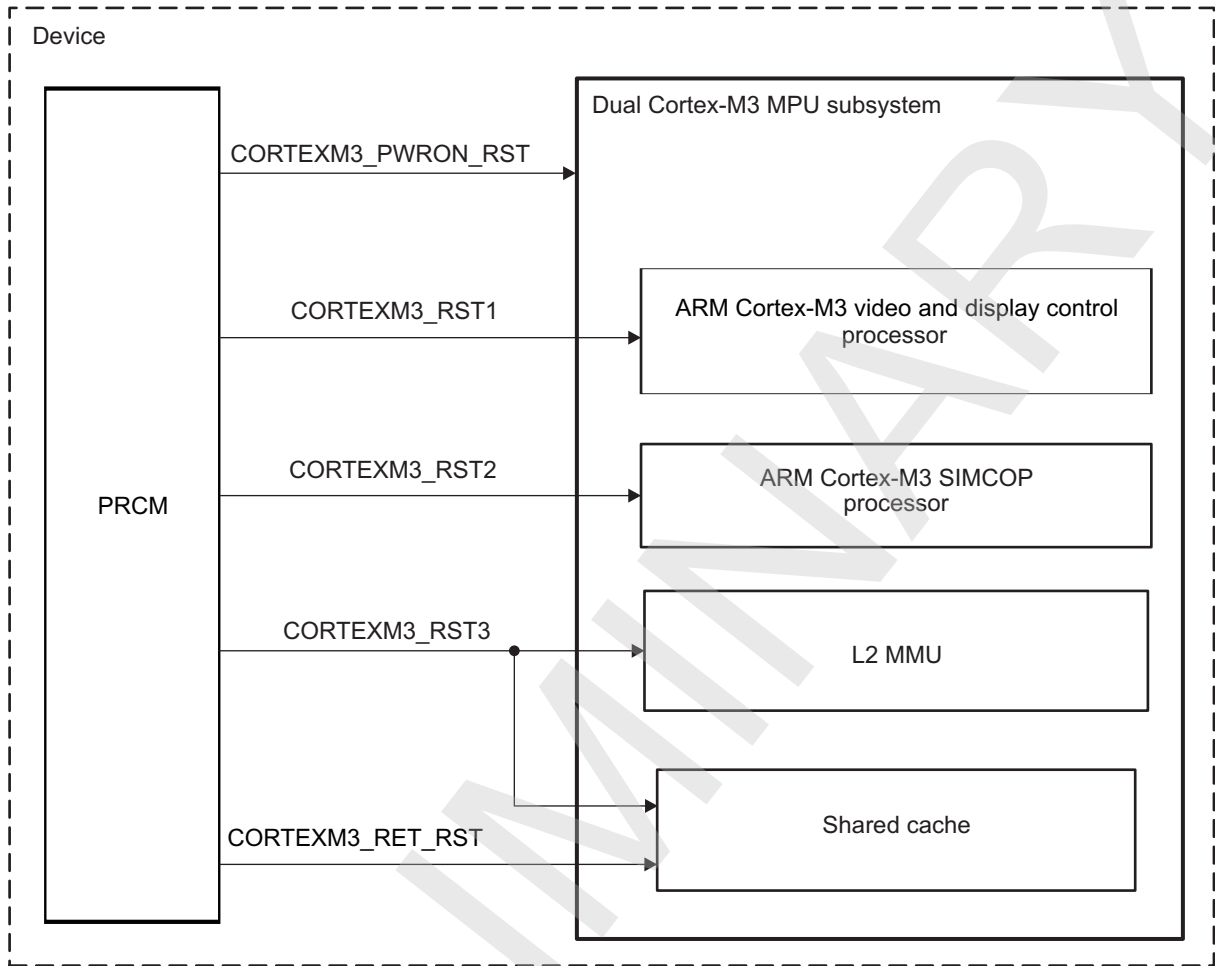 Device
Dual Cortex-M3 MPU subsystem
CORTEXM3_PWRON_RST
CORTEXM3_RST1
ARM Cortex-M3 video and display control
processor
CORTEXM3_RST2
ARM Cortex-M3 SIMCOP
processor
PRCM
CORTEXM3_RST3
L2 MMU
Shared cache
CORTEXM3_RET_RST
IMINARY